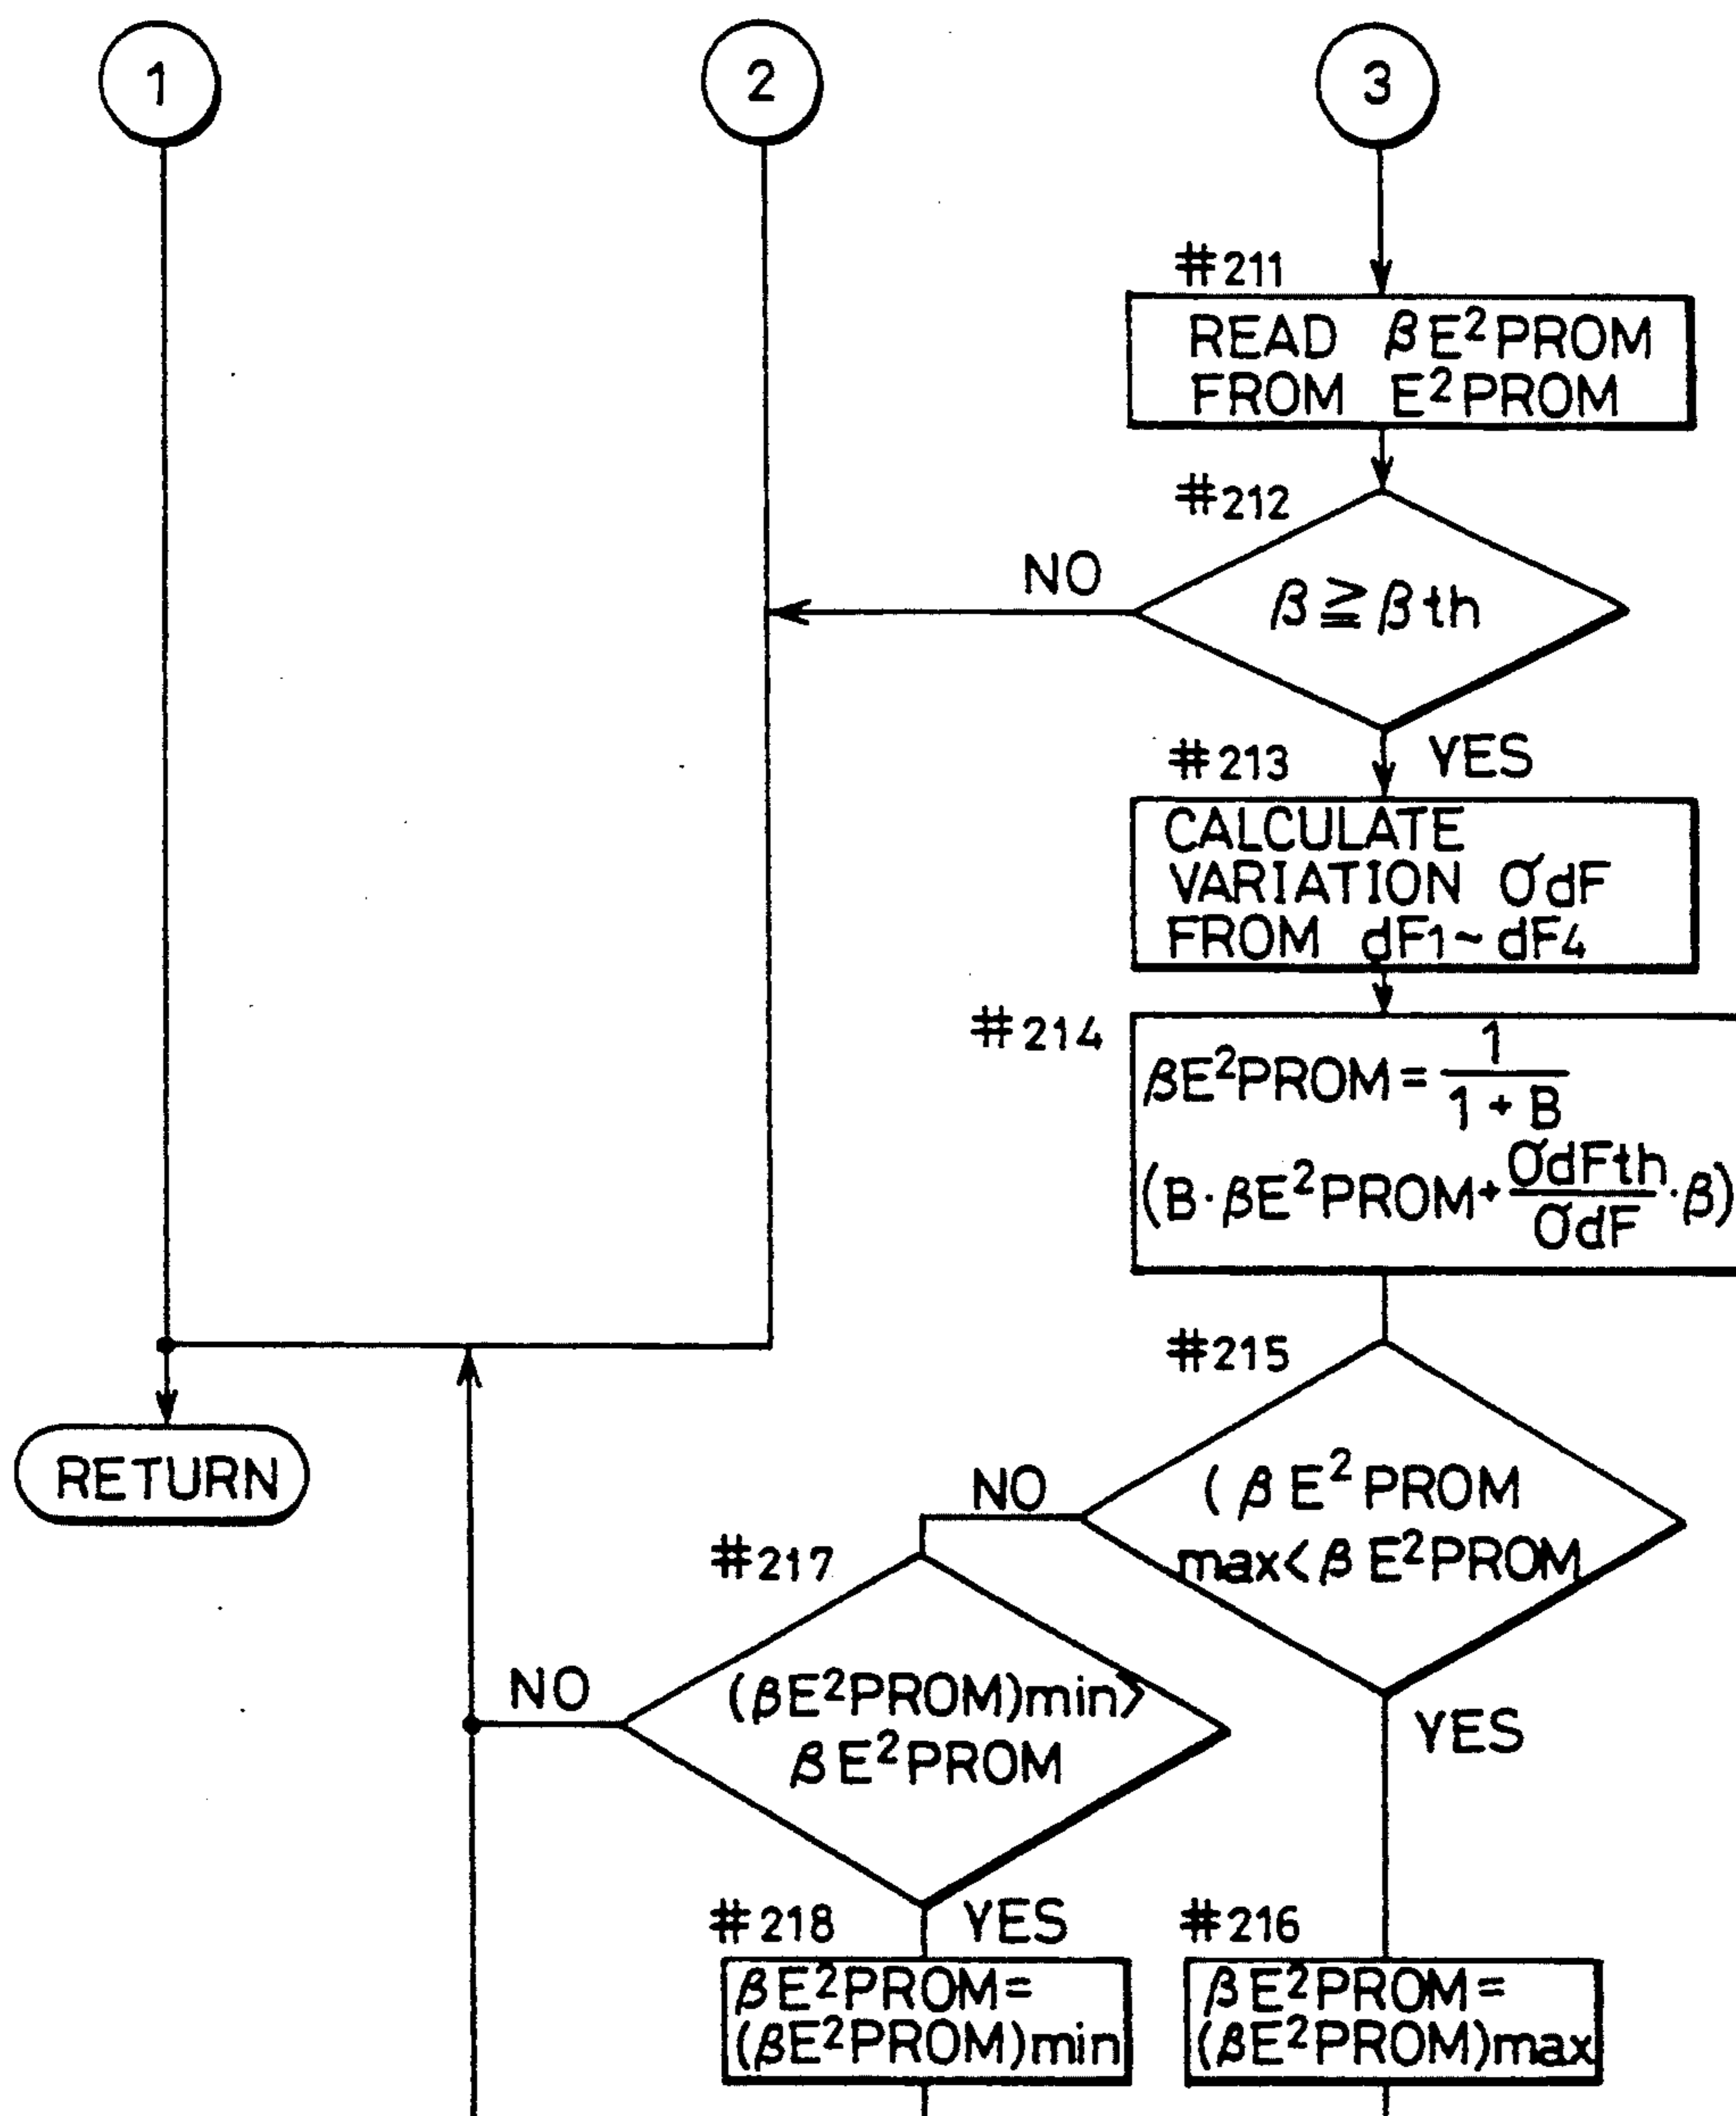 1
2
3
#211
READ βE²PROM
FROM E²PROM
#212
NO
β ≧ βth
#213
YES
CALCULATE
VARIATION σdF
FROM dF1~dF4
#214
βE²PROM = 1
1 + B
(B·βE²PROM + σdFth
σdF ·β)
#215
RETURN
NO
( βE²PROM
max<βE²PROM
#217
NO
(βE²PROM)min>
βE²PROM
YES
#218
YES
#216
βE²PROM=
(βE²PROM)min
βE²PROM=
(βE²PROM)max